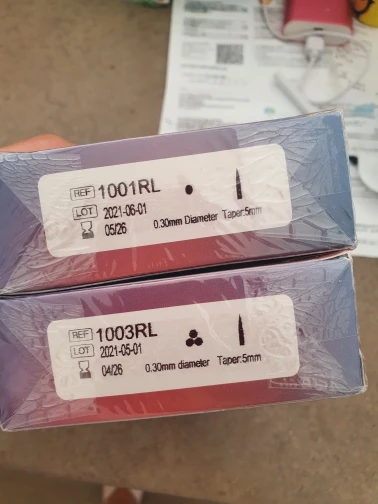 REF 1001RL
LOT 2021-06-01
05/26 0.30mm Diameter Taper:5mm
REF 1003RL
LOT 2021-05-01
04/26 0.30mm diameter Taper:5mm